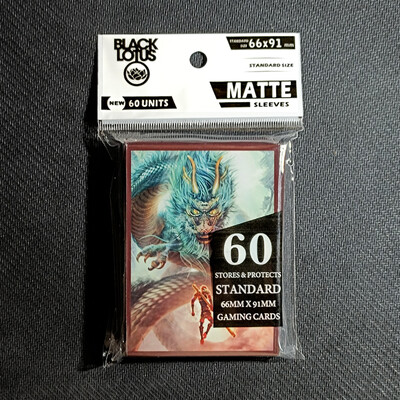 BLACK
LOTUS
NEW 60 UNITS
STANDARD
SIZE 66x91 mm
STANDARD SIZE
MATTE
SLEEVES
60
STORES & PROTECTS
STANDARD
66MM X 91MM
GAMING CARDS